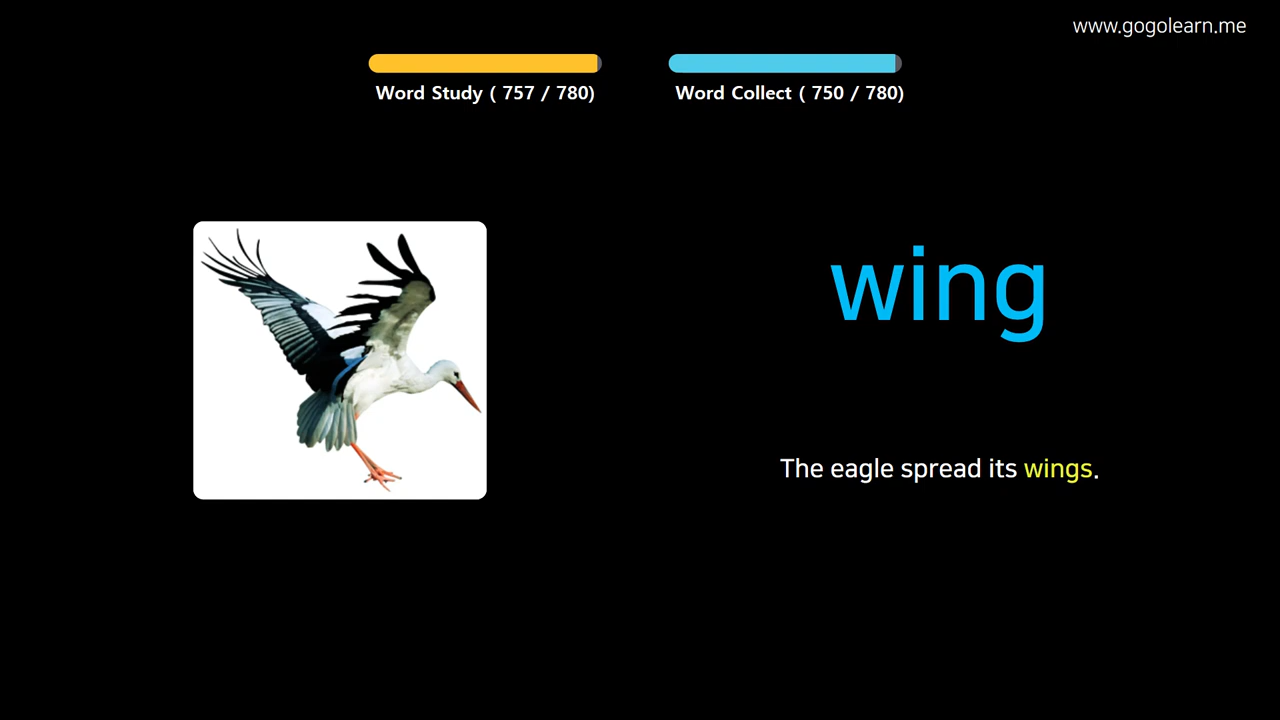 www.gogolearn.me
Word Study ( 757 / 780)
Word Collect ( 750 / 780)
wing
The eagle spread its wings.